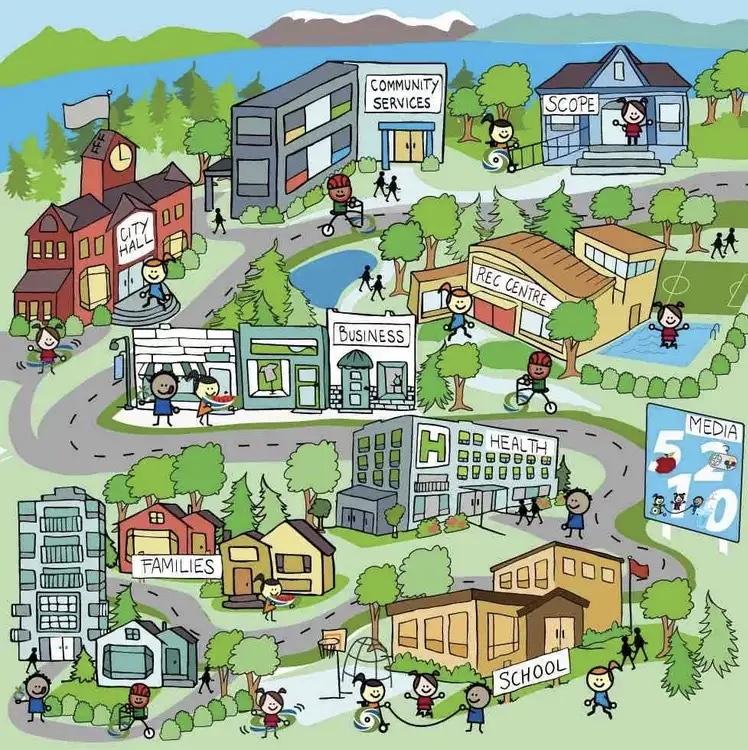 COMMUNITY
SERVICES
SCOPE
CITY
HALL
REC CENTRE
BUSINESS
MEDIA
5
2
1
0
H
HEALTH
FAMILIES
SCHOOL